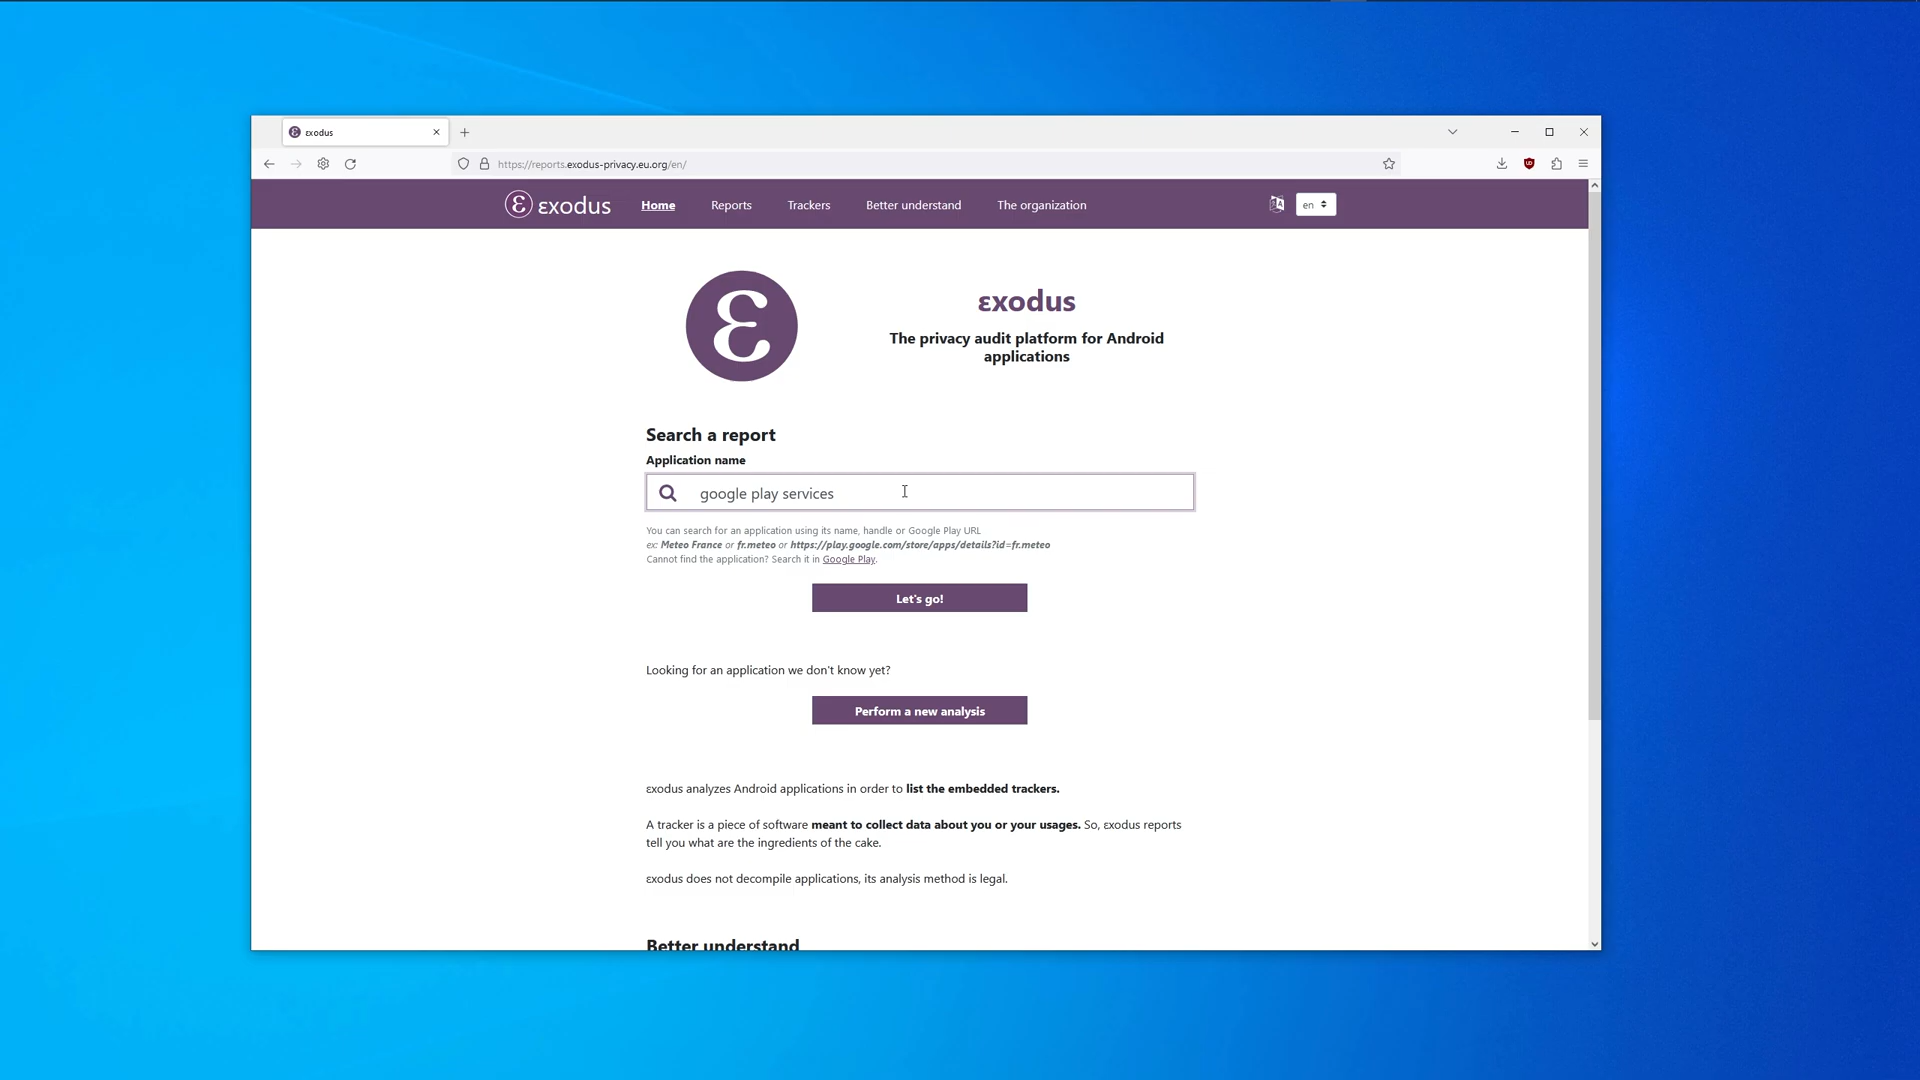 εxodus
https://reports.exodus-privacy.eu.org/en/
ε εxodus Home Reports Trackers Better understand The organization en
ε
εxodus
The privacy audit platform for Android
applications
Search a report
Application name
google play services
You can search for an application using its name, handle or Google Play URL
ex: Meteo France or fr.meteo or https://play.google.com/store/apps/details?id=fr.meteo
Cannot find the application? Search it in Google Play.
Let's go!
Looking for an application we don't know yet?
Perform a new analysis
εxodus analyzes Android applications in order to list the embedded trackers.
A tracker is a piece of software meant to collect data about you or your usages. So, εxodus reports
tell you what are the ingredients of the cake.
εxodus does not decompile applications, its analysis method is legal.
Better understand